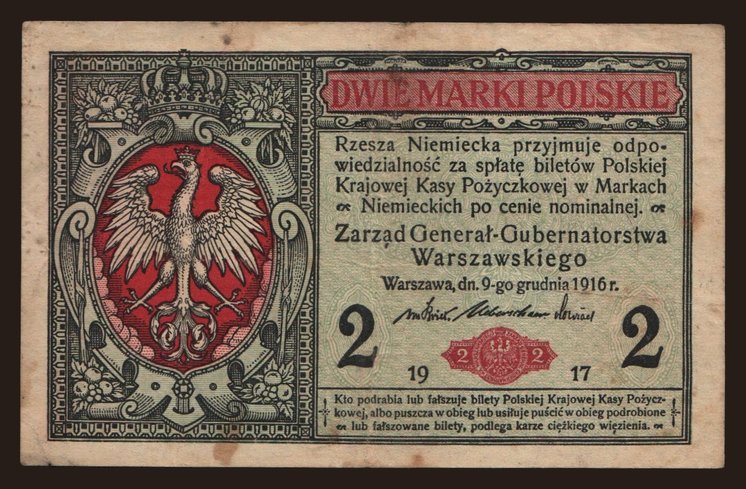 DWIE MARKI POLSKIE
Rzesza Niemiecka przyjmuje odpo-
wiedzialność za spłatę biletów Polskiej
Krajowej Kasy Pożyczkowej w Markach
Niemieckich po cenie nominalnej.
Zarząd Generał-Gubernatorstwa
Warszawskiego
Warszawa, dn. 9-go grudnia 1916 r.
2 2
2 2
19 17
Kto podrabia lub fałszuje bilety Polskiej Krajowej Kasy Pożycz-
kowej, albo puszcza w obieg lub usiłuje puścić w obieg podrobione
lub fałszowane bilety, podlega karze ciężkiego więzienia.